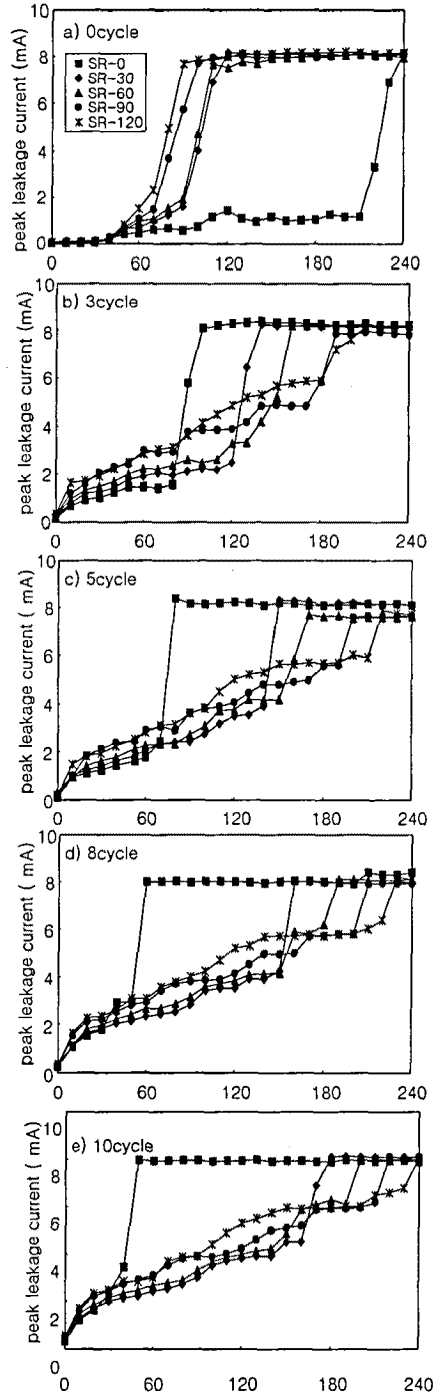 peak leakage current (mA)
10
8
6
4
2
0
a) 0cycle
SR-0
SR-30
SR-60
SR-90
SR-120
0 60 120 180 240
peak leakage current (mA)
10
8
6
4
2
0
b) 3cycle
0 60 120 180 240
peak leakage current ( mA)
10
8
6
4
2
0
c) 5cycle
0 60 120 180 240
peak leakage current ( mA)
10
8
6
4
2
0
d) 8cycle
0 60 120 180 240
peak leakage current ( mA)
10
8
6
4
2
0
e) 10cycle
0 60 120 180 240